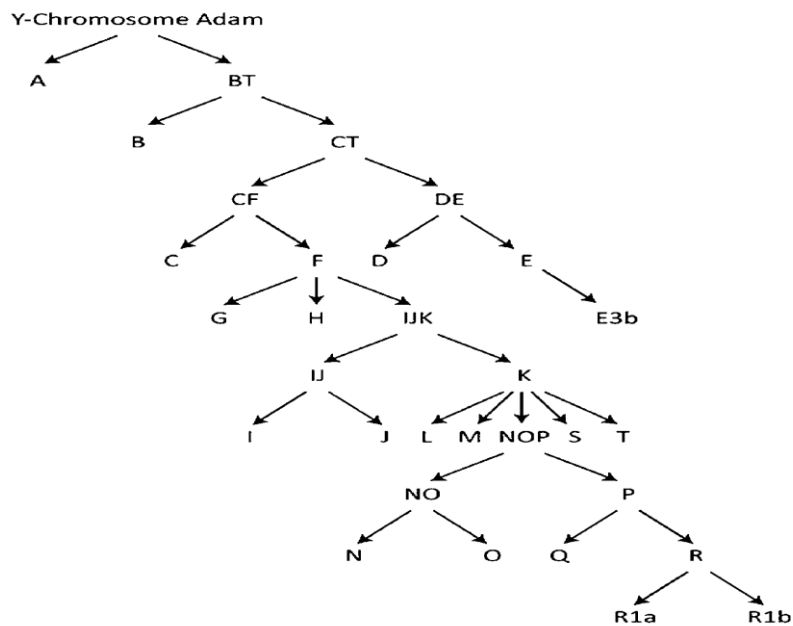 Y-Chromosome Adam
A BT
B CT
CF DE
C F D E
G H IJK E3b
IJ K
I J L M NOP S T
NO P
N O Q R
R1a R1b